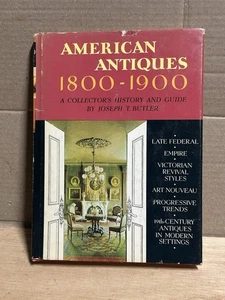 AMERICAN
ANTIQUES
1800-1900
A COLLECTOR'S HISTORY AND GUIDE
BY JOSEPH T. BUTLER
LATE FEDERAL
EMPIRE
VICTORIAN
REVIVAL
STYLES
ART NOUVEAU
PROGRESSIVE
TRENDS
19th-CENTURY
ANTIQUES
IN MODERN
SETTINGS